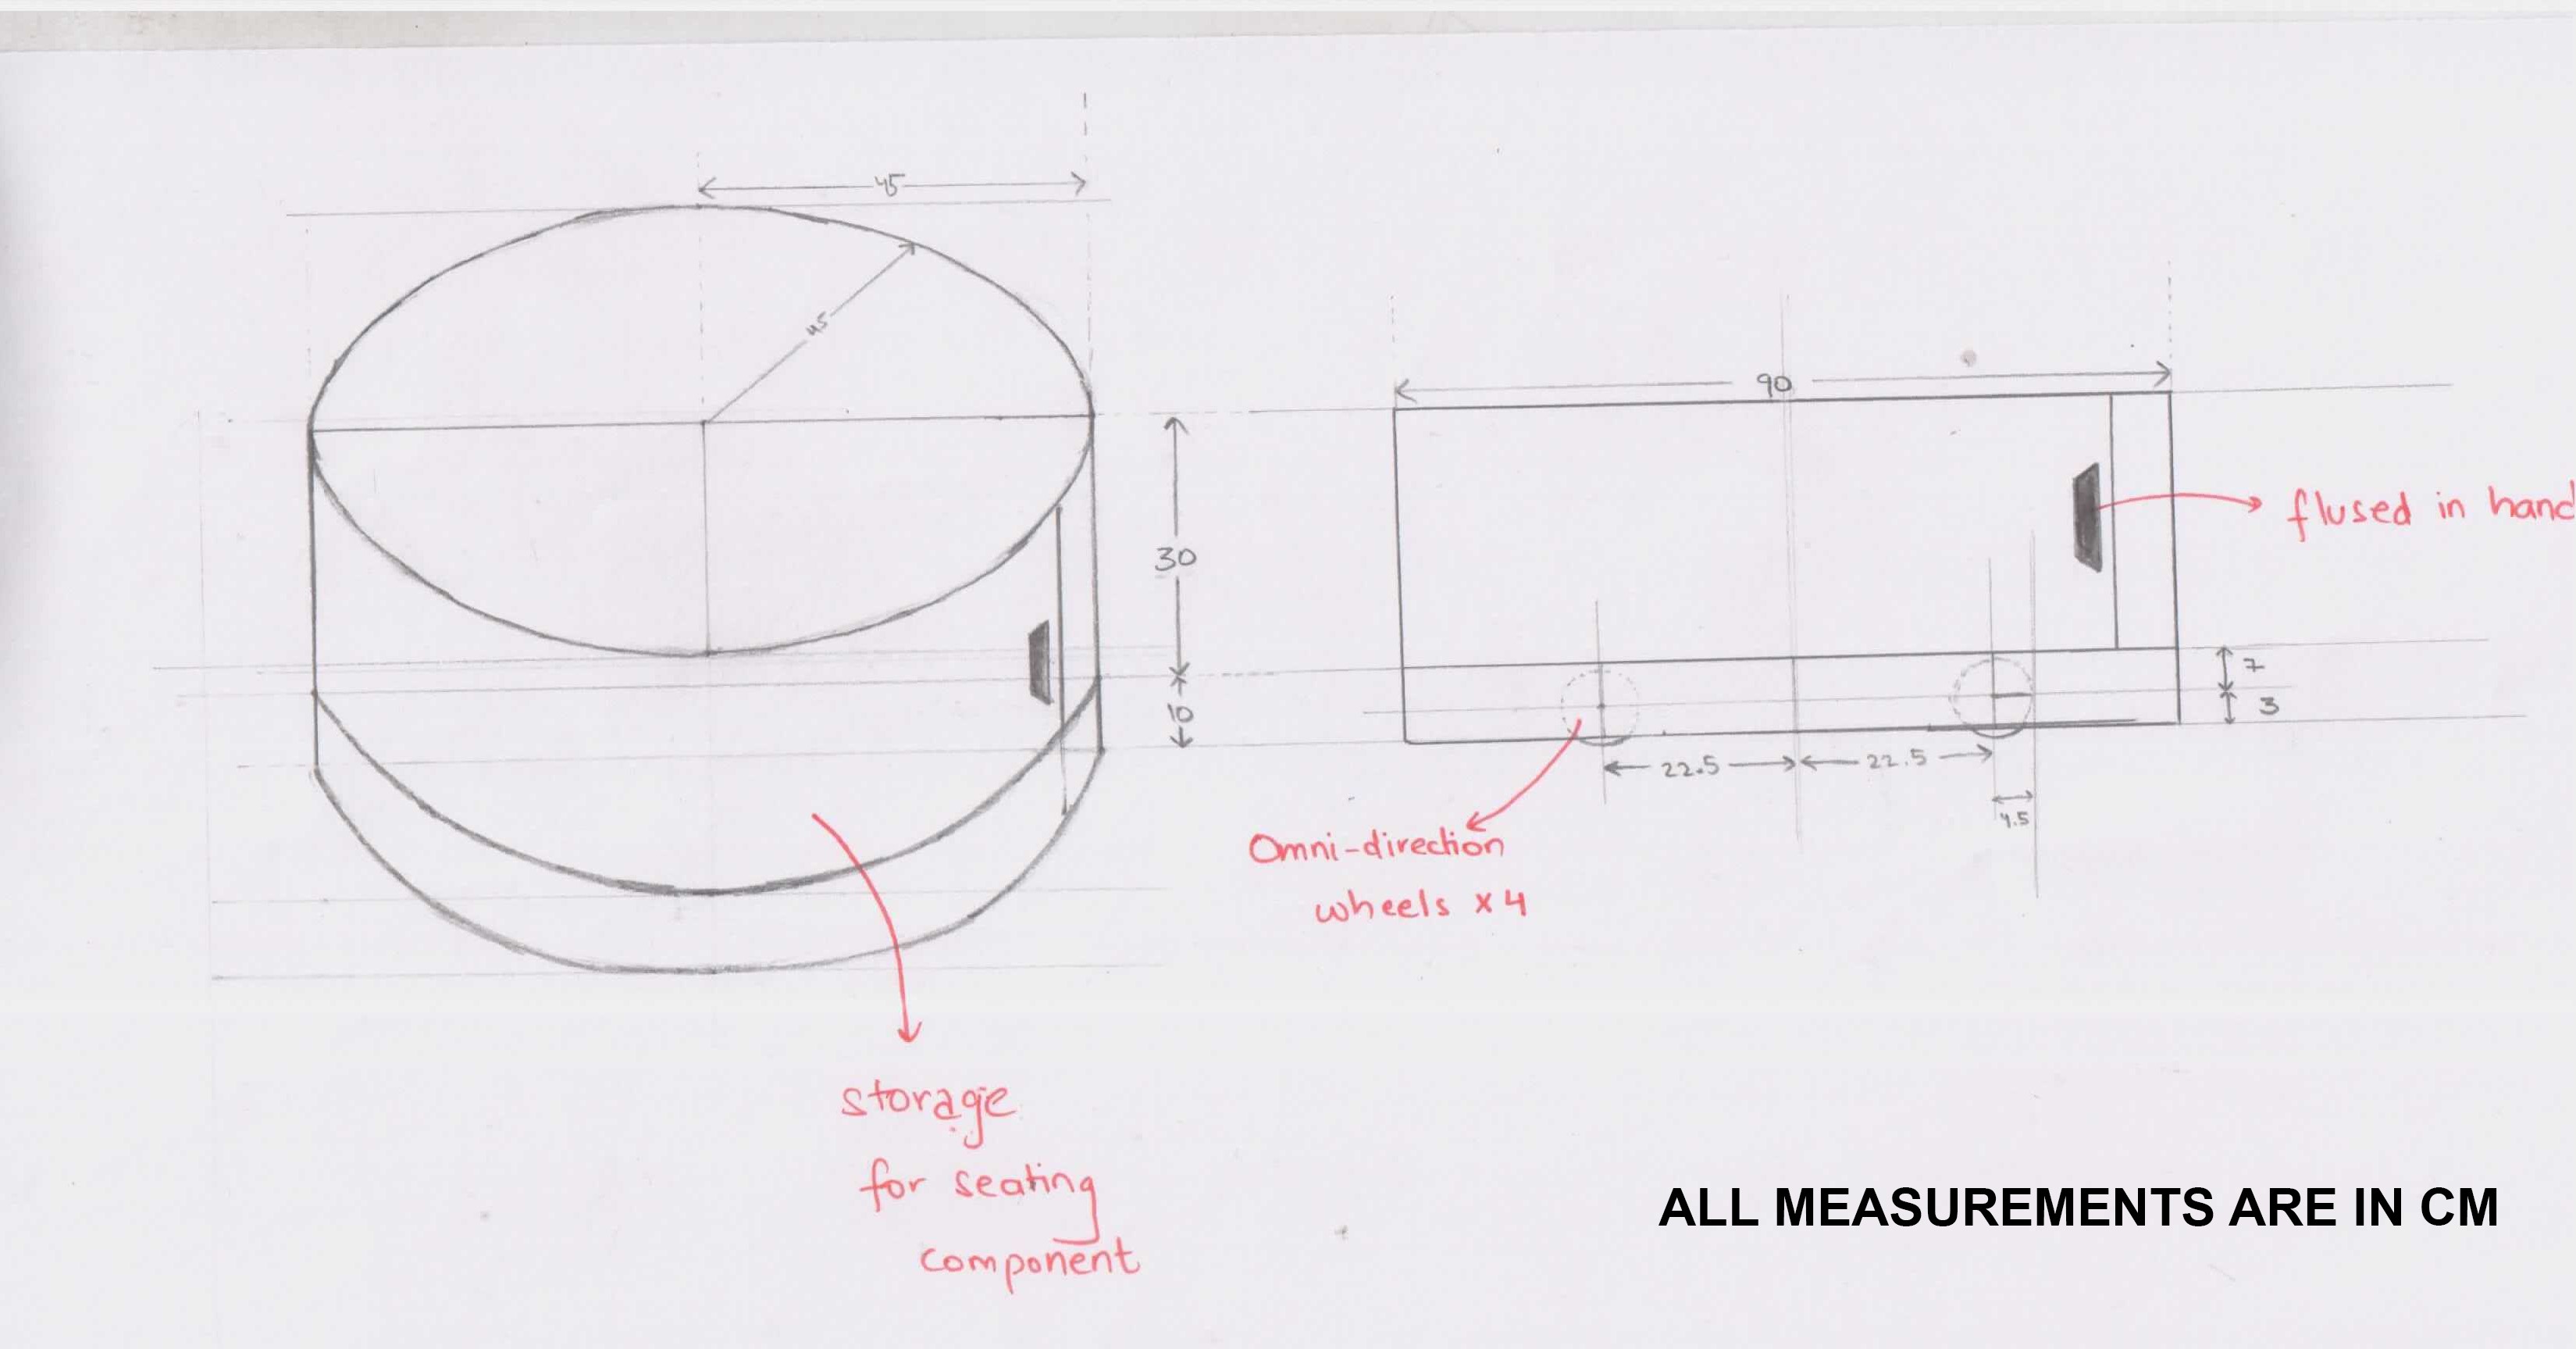 45
45
30
10
90
flused in hand
7
3
22.5
22.5
4.5
Omni-direction
wheels x 4
storage
for seating
component
ALL MEASUREMENTS ARE IN CM